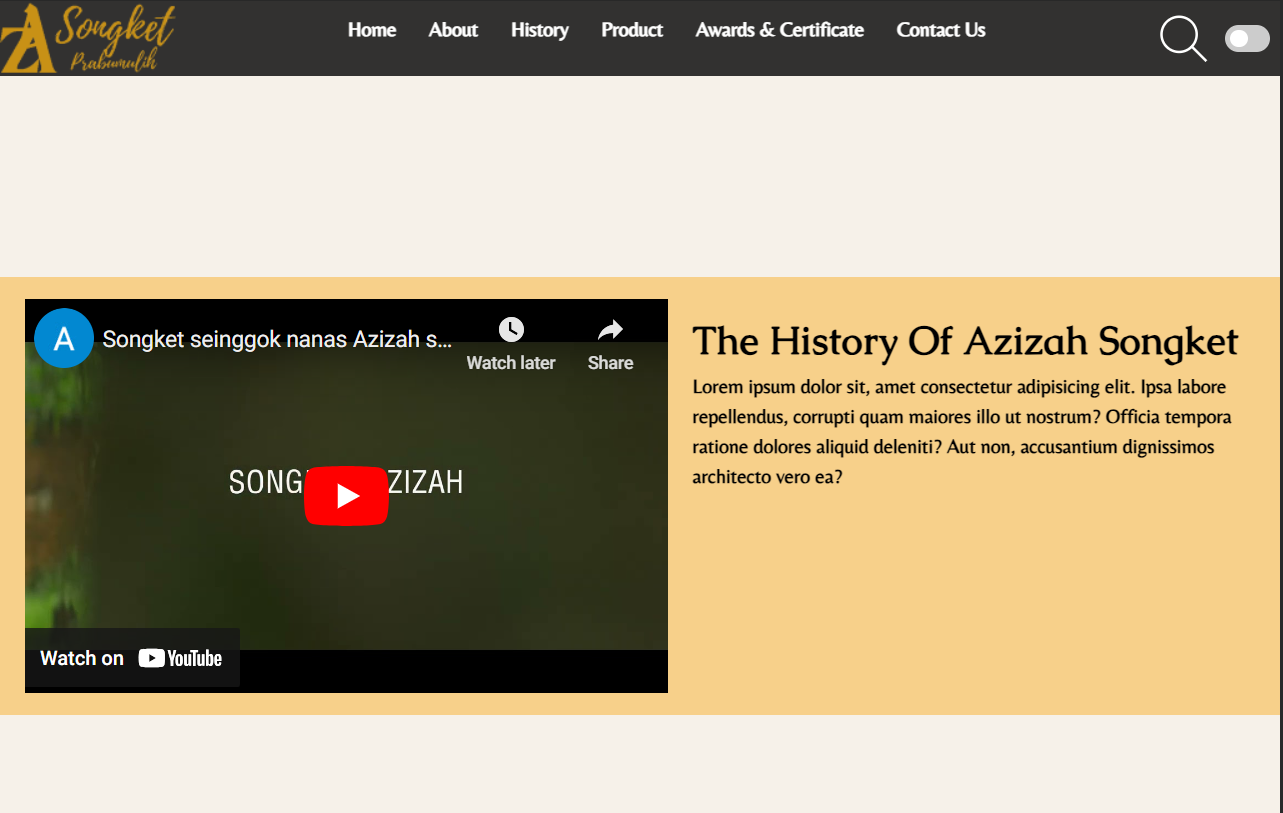 Songket
Prabumulih
Home About History Product Awards & Certificate Contact Us
A Songket seinggok nanas Azizah s...
Watch later Share
SONG ZIZAH
Watch on YouTube
The History Of Azizah Songket
Lorem ipsum dolor sit, amet consectetur adipisicing elit. Ipsa labore
repellendus, corrupti quam maiores illo ut nostrum? Officia tempora
ratione dolores aliquid deleniti? Aut non, accusantium dignissimos
architecto vero ea?